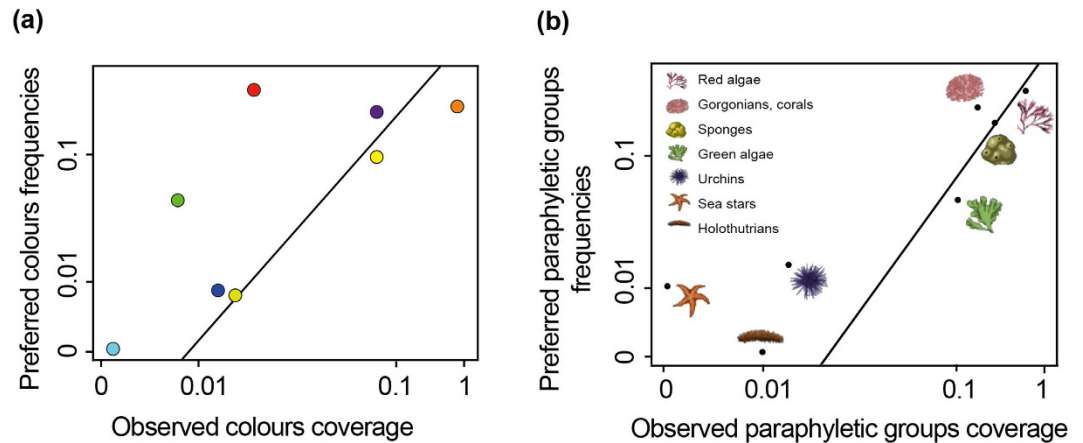 (a)
Preferred colours frequencies
0.1
0.01
0
0
0.01
0.1
1
Observed colours coverage
(b)
Preferred paraphyletic groups
frequencies
0.1
0.01
0
Red algae
Gorgonians, corals
Sponges
Green algae
Urchins
Sea stars
Holothutrians
0
0.01
0.1
1
Observed paraphyletic groups coverage